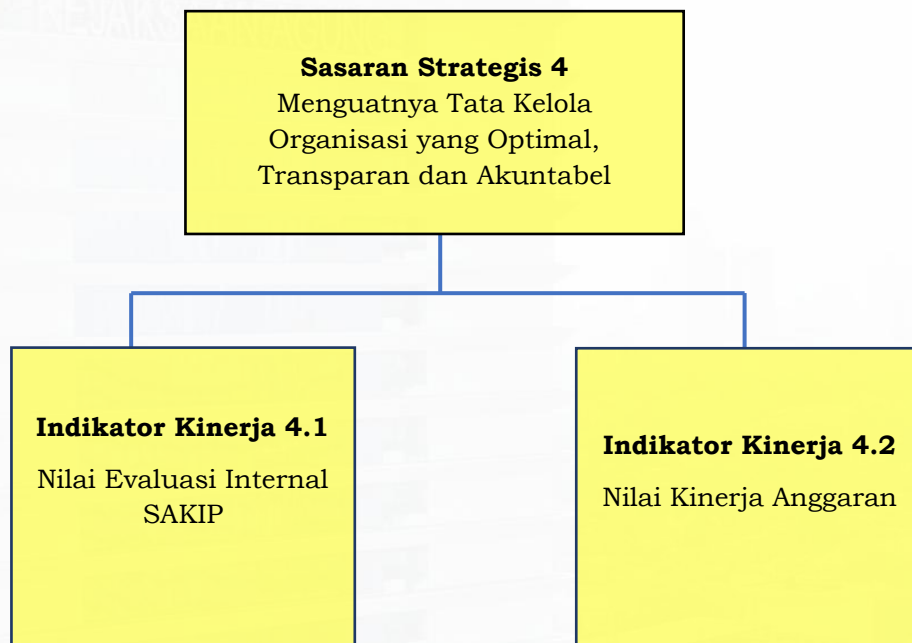 Sasaran Strategis 4
Menguatnya Tata Kelola
Organisasi yang Optimal,
Transparan dan Akuntabel
Indikator Kinerja 4.1
Nilai Evaluasi Internal
SAKIP
Indikator Kinerja 4.2
Nilai Kinerja Anggaran